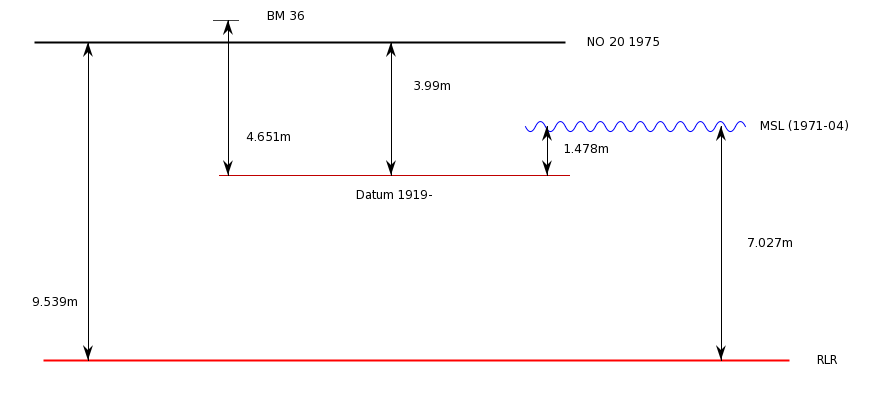 BM 36
NO 20 1975
3.99m
MSL (1971-04)
4.651m
1.478m
Datum 1919-
7.027m
9.539m
RLR